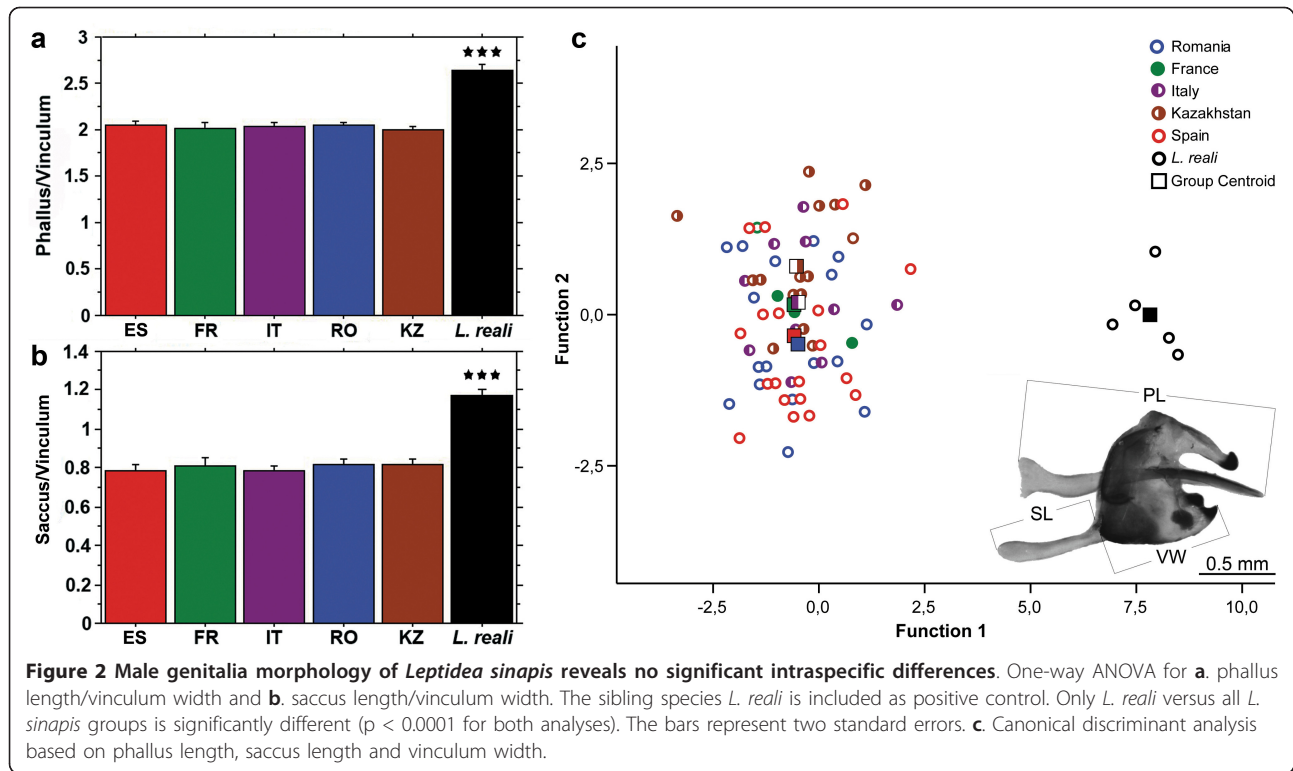 a
3
2.5
2
1.5
1
0.5
0
Phallus/Vinculum
★★★
ES FR IT RO KZ L. reali
b
1.4
1.2
1
0.8
0.6
0.4
0.2
0
Saccus/Vinculum
★★★
ES FR IT RO KZ L. reali
c
Romania
France
Italy
Kazakhstan
Spain
L. reali
Group Centroid
2,5
0,0
-2,5
Function 2
PL
SL
VW
0.5 mm
-2,5 0,0 2,5 5,0 7,5 10,0
Function 1
Figure 2 Male genitalia morphology of Leptidea sinapis reveals no significant intraspecific differences. One-way ANOVA for a. phallus
length/vinculum width and b. saccus length/vinculum width. The sibling species L. reali is included as positive control. Only L. reali versus all L.
sinapis groups is significantly different (p < 0.0001 for both analyses). The bars represent two standard errors. c. Canonical discriminant analysis
based on phallus length, saccus length and vinculum width.